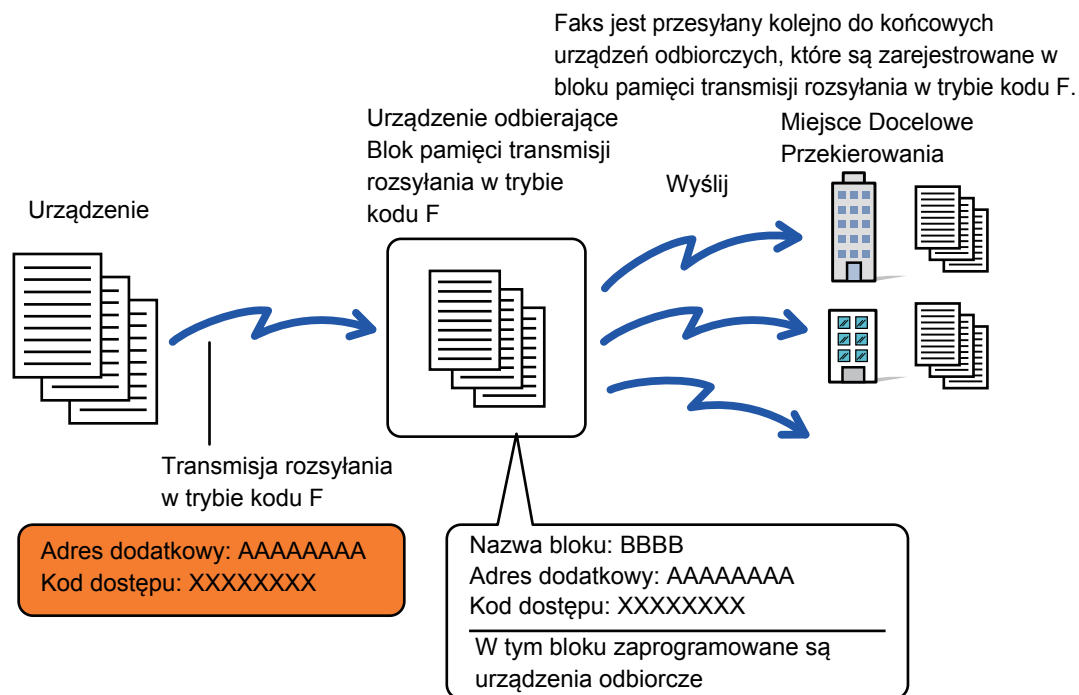 Faks jest przesyłany kolejno do końcowych
urządzeń odbiorczych, które są zarejestrowane w
bloku pamięci transmisji rozsyłania w trybie kodu F.
Urządzenie odbierające
Blok pamięci transmisji
rozsyłania w trybie
kodu F
Miejsce Docelowe
Przekierowania
Wyślij
Urządzenie
Transmisja rozsyłania
w trybie kodu F
Adres dodatkowy: AAAAAAAA
Kod dostępu: XXXXXXXX
Nazwa bloku: BBBB
Adres dodatkowy: AAAAAAAA
Kod dostępu: XXXXXXXX
W tym bloku zaprogramowane są
urządzenia odbiorcze